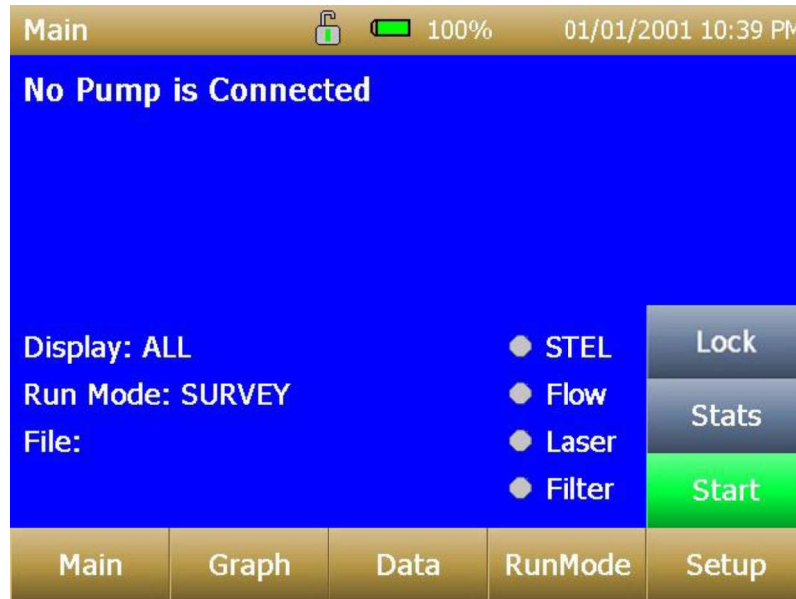 Main 100% 01/01/2001 10:39 PM
No Pump is Connected
Display: ALL
Run Mode: SURVEY
File:
STEL
Flow
Laser
Filter
Lock
Stats
Start
Main Graph Data RunMode Setup